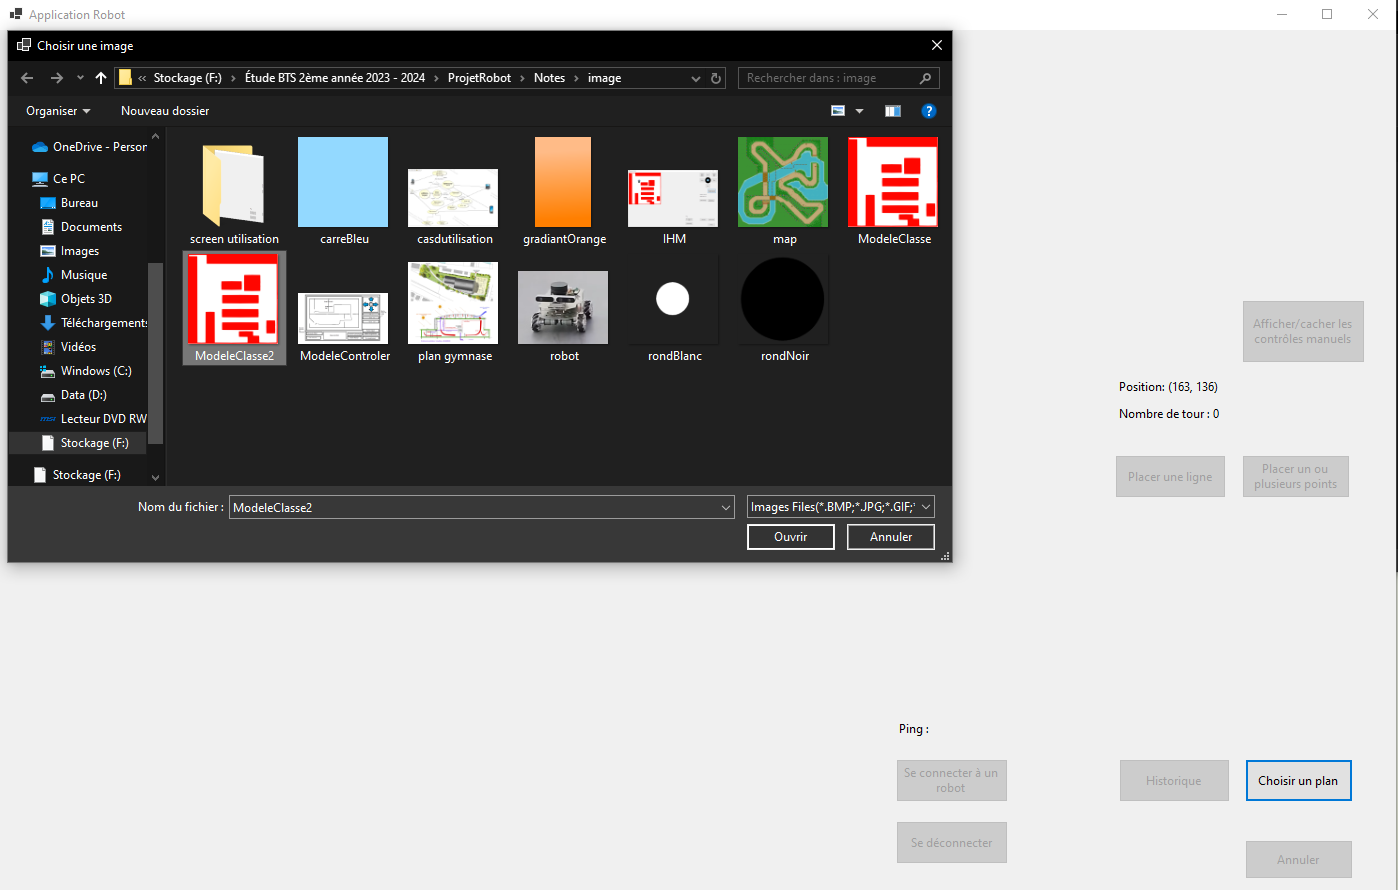 Application Robot
Choisir une image
« Stockage (F:) › Étude BTS 2ème année 2023 - 2024 › ProjetRobot › Notes › image
Rechercher dans : image
Organiser
Nouveau dossier
OneDrive - Person
Ce PC
Bureau
Documents
Images
Musique
Objets 3D
Téléchargements
Vidéos
Windows (C:)
Data (D:)
Lecteur DVD RW
Stockage (F:)
Stockage (F:)
screen utilisation
carreBleu
casdutilisation
gradiantOrange
IHM
map
ModeleClasse
ModeleClasse2
ModeleControler
plan gymnase
robot
rondBlanc
rondNoir
Nom du fichier :
ModeleClasse2
Images Files(*.BMP;*.JPG;*.GIF;*
Ouvrir
Annuler
Afficher/cacher les
contrôles manuels
Position: (163, 136)
Nombre de tour : 0
Placer une ligne
Placer un ou
plusieurs points
Ping :
Se connecter à un
robot
Historique
Choisir un plan
Se déconnecter
Annuler